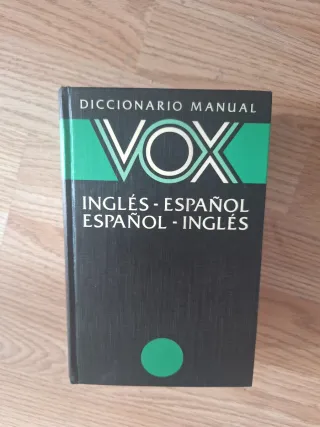 DICCIONARIO MANUAL
VOX
INGLÉS - ESPAÑOL
ESPAÑOL - INGLÉS